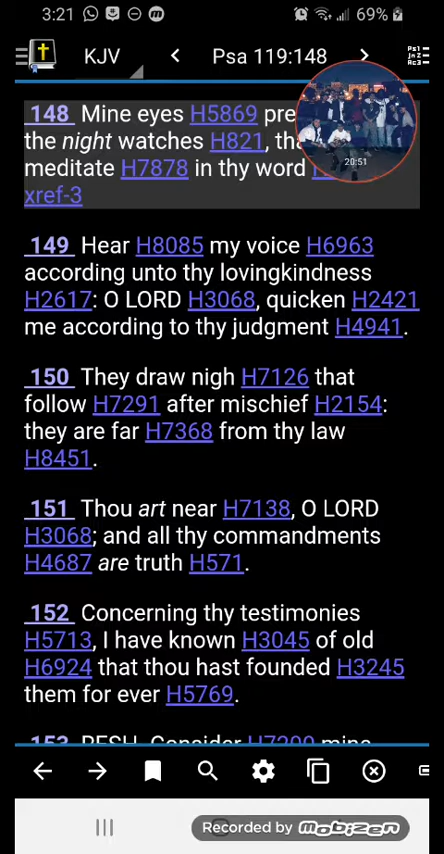 3:21 69%
KJV < Psa 119:148 >
148 Mine eyes H5869
the night watches H821,
meditate H7878 in thy word
xref-3
20:51
149 Hear H8085 my voice H6963
according unto thy lovingkindness
H2617: O LORD H3068, quicken H2421
me according to thy judgment H4941.
150 They draw nigh H7126 that
follow H7291 after mischief H2154:
they are far H7368 from thy law
H8451.
151 Thou art near H7138, O LORD
H3068; and all thy commandments
H4687 are truth H571.
152 Concerning thy testimonies
H5713, I have known H3045 of old
H6924 that thou hast founded H3245
them for ever H5769.
153 RESH. Consider H7200 mine
Recorded by Mobizen